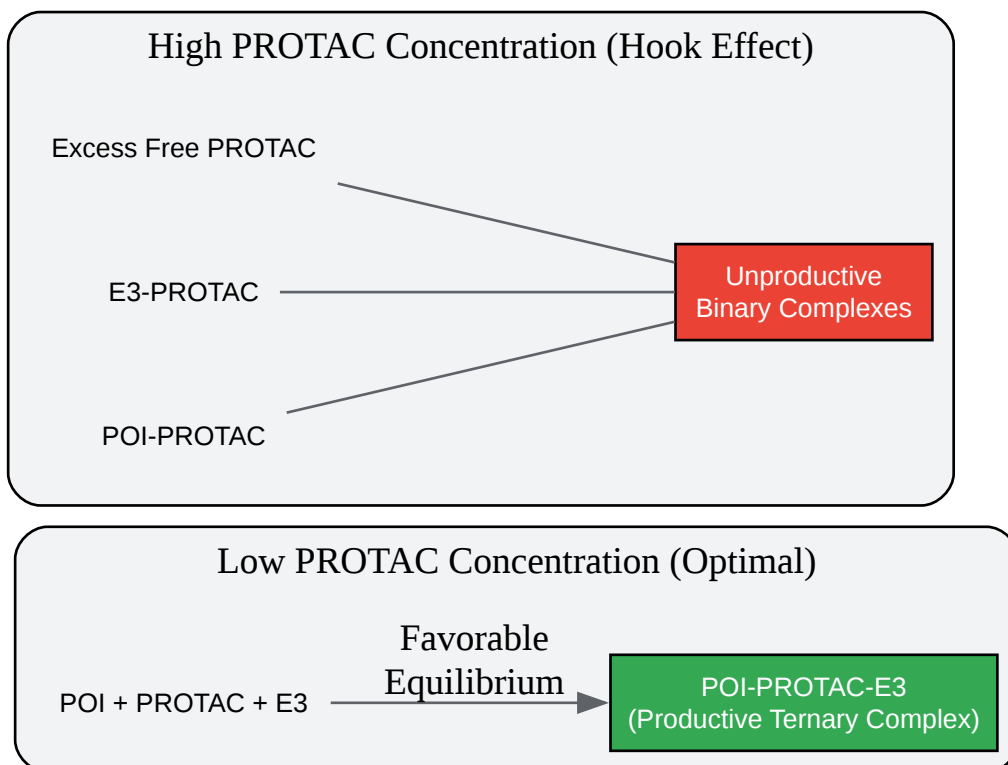 High PROTAC Concentration (Hook Effect)
Excess Free PROTAC
E3-PROTAC
POI-PROTAC
Unproductive
Binary Complexes
Low PROTAC Concentration (Optimal)
POI + PROTAC + E3
Favorable
Equilibrium
POI-PROTAC-E3
(Productive Ternary Complex)